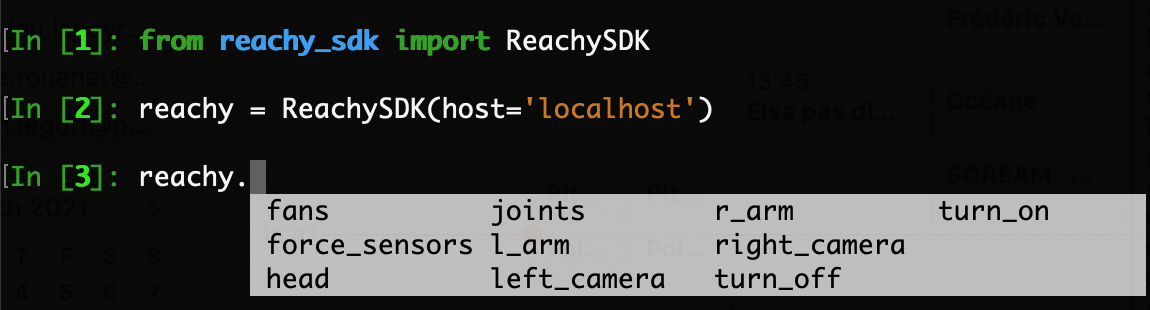 [In [1]: from reachy_sdk import ReachySDK
[In [2]: reachy = ReachySDK(host='localhost')
[In [3]: reachy.
fans joints r_arm turn_on
force_sensors l_arm right_camera
head left_camera turn_off
Frédéric Ve...
.rouanet@...
13:45
Elsa pas di...
Océane
SOREAM -...
ch 2021 >
T F S S
4 5 6 7